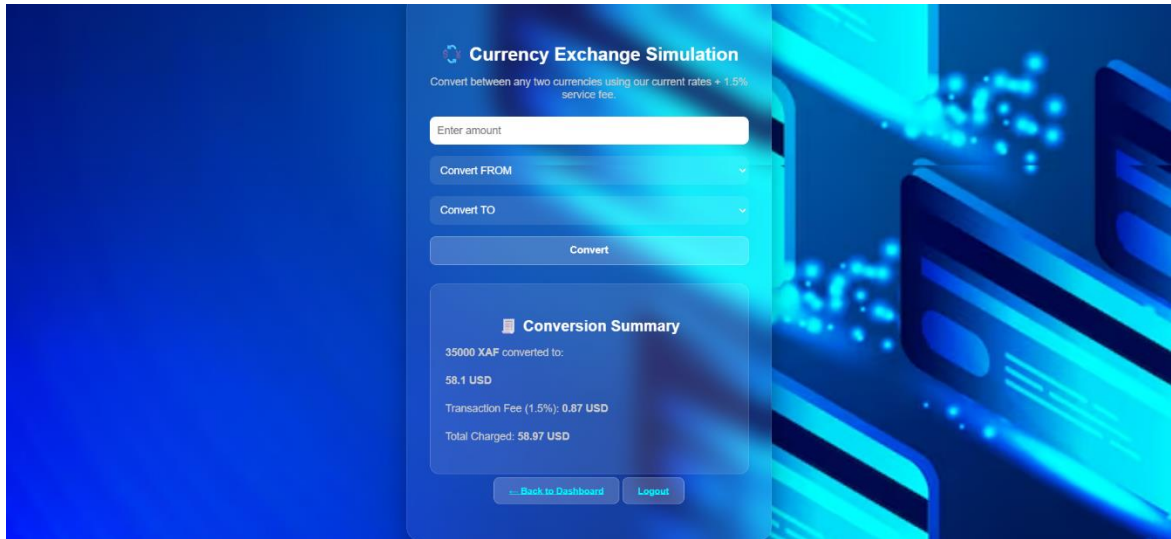 Currency Exchange Simulation
Convert between any two currencies using our current rates + 1.5%
service fee.
Enter amount
Convert FROM
Convert TO
Convert
Conversion Summary
35000 XAF converted to:
58.1 USD
Transaction Fee (1.5%): 0.87 USD
Total Charged: 58.97 USD
← Back to Dashboard
Logout